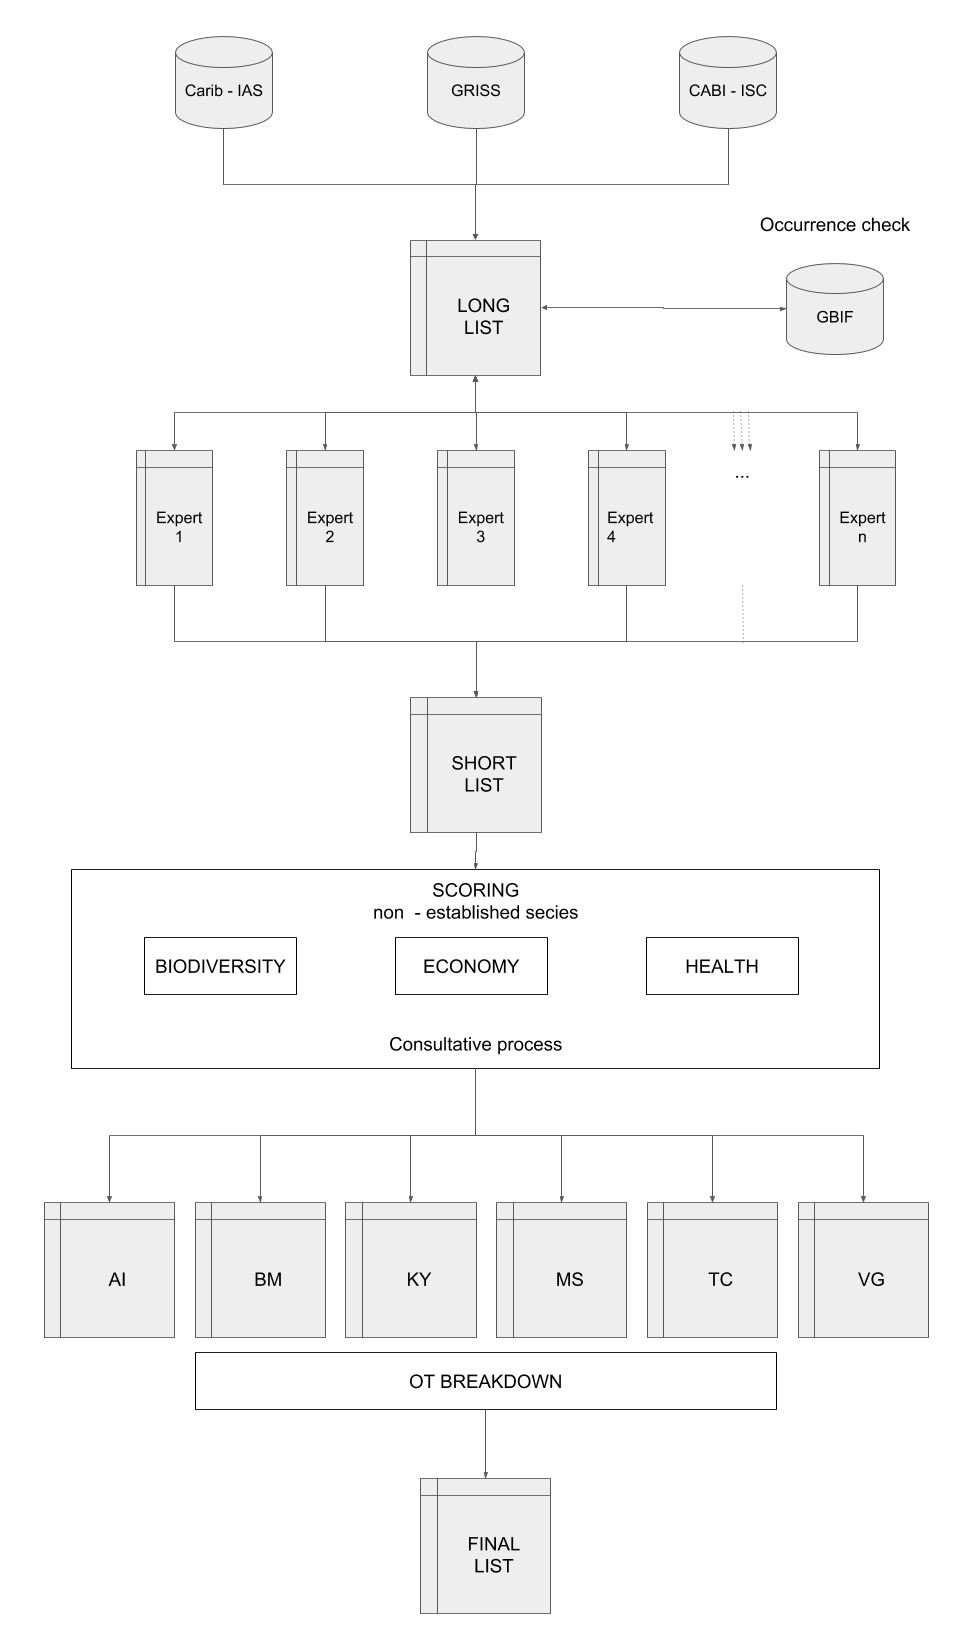 Carib - IAS
GRISS
CABI - ISC
Occurrence check
LONG
LIST
GBIF
Expert
1
Expert
2
Expert
3
Expert
4
...
Expert
n
SHORT
LIST
SCORING
non - established secies
BIODIVERSITY
ECONOMY
HEALTH
Consultative process
AI
BM
KY
MS
TC
VG
OT BREAKDOWN
FINAL
LIST